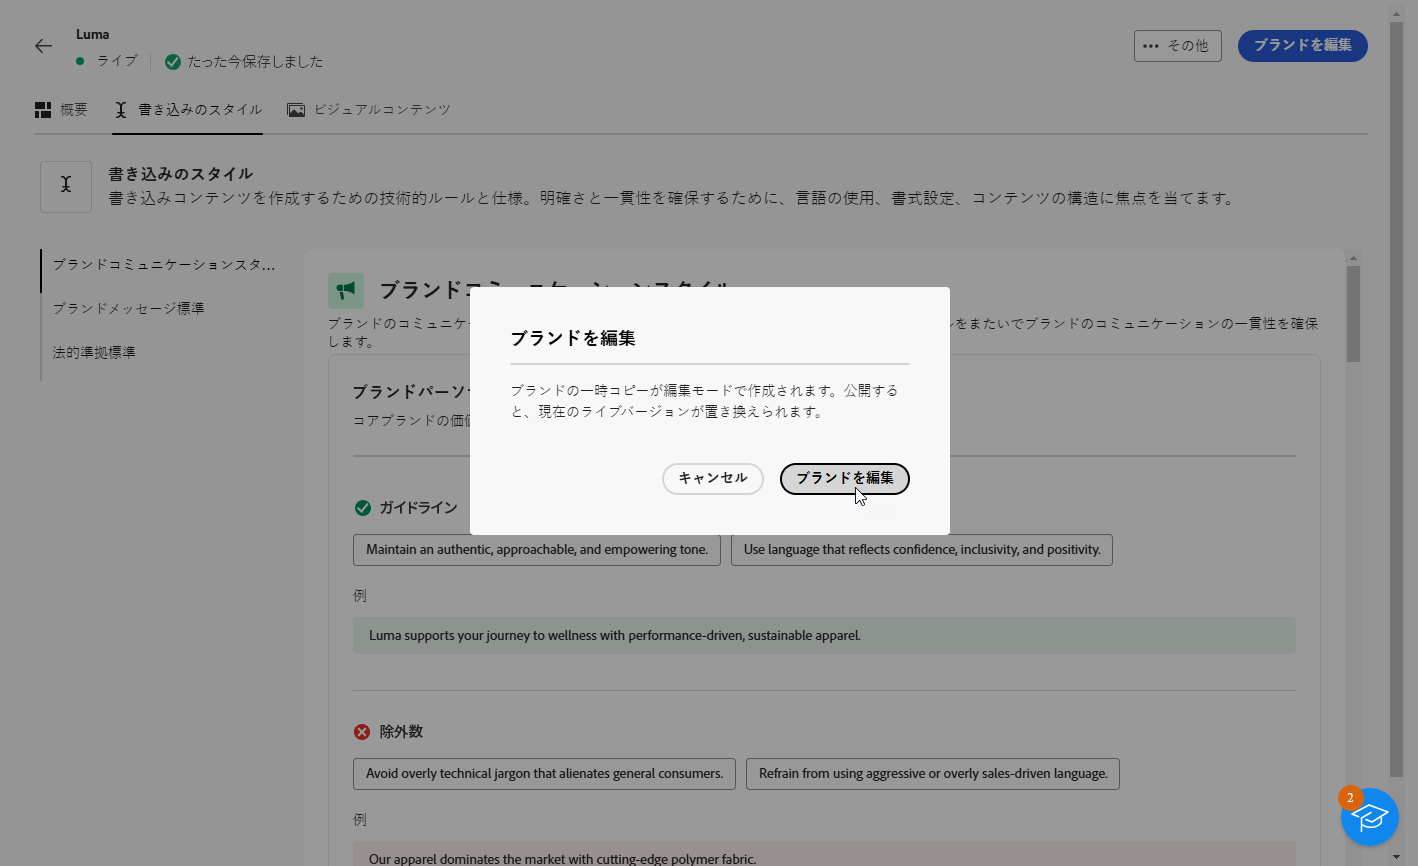 Luma
ライブ
たった今保存しました
その他
ブランドを編集
概要
書き込みのスタイル
ビジュアルコンテンツ
書き込みのスタイル
書き込みコンテンツを作成するための技術的ルールと仕様。明確さと一貫性を確保するために、言語の使用、書式設定、コンテンツの構造に焦点を当てます。
ブランドコミュニケーションスタ...
ブランドメッセージ標準
法的準拠標準
ブランドコミュニケーションスタイル
ブランドのコミュニケー
ルをまたいでブランドのコミュニケーションの一貫性を確保
します。
ブランドパーソナ
コアブランドの価値
ブランドを編集
ブランドの一時コピーが編集モードで作成されます。公開する
と、現在のライブバージョンが置き換えられます。
キャンセル
ブランドを編集
ガイドライン
Maintain an authentic, approachable, and empowering tone.
Use language that reflects confidence, inclusivity, and positivity.
例
Luma supports your journey to wellness with performance-driven, sustainable apparel.
除外数
Avoid overly technical jargon that alienates general consumers.
Refrain from using aggressive or overly sales-driven language.
例
Our apparel dominates the market with cutting-edge polymer fabric.
2